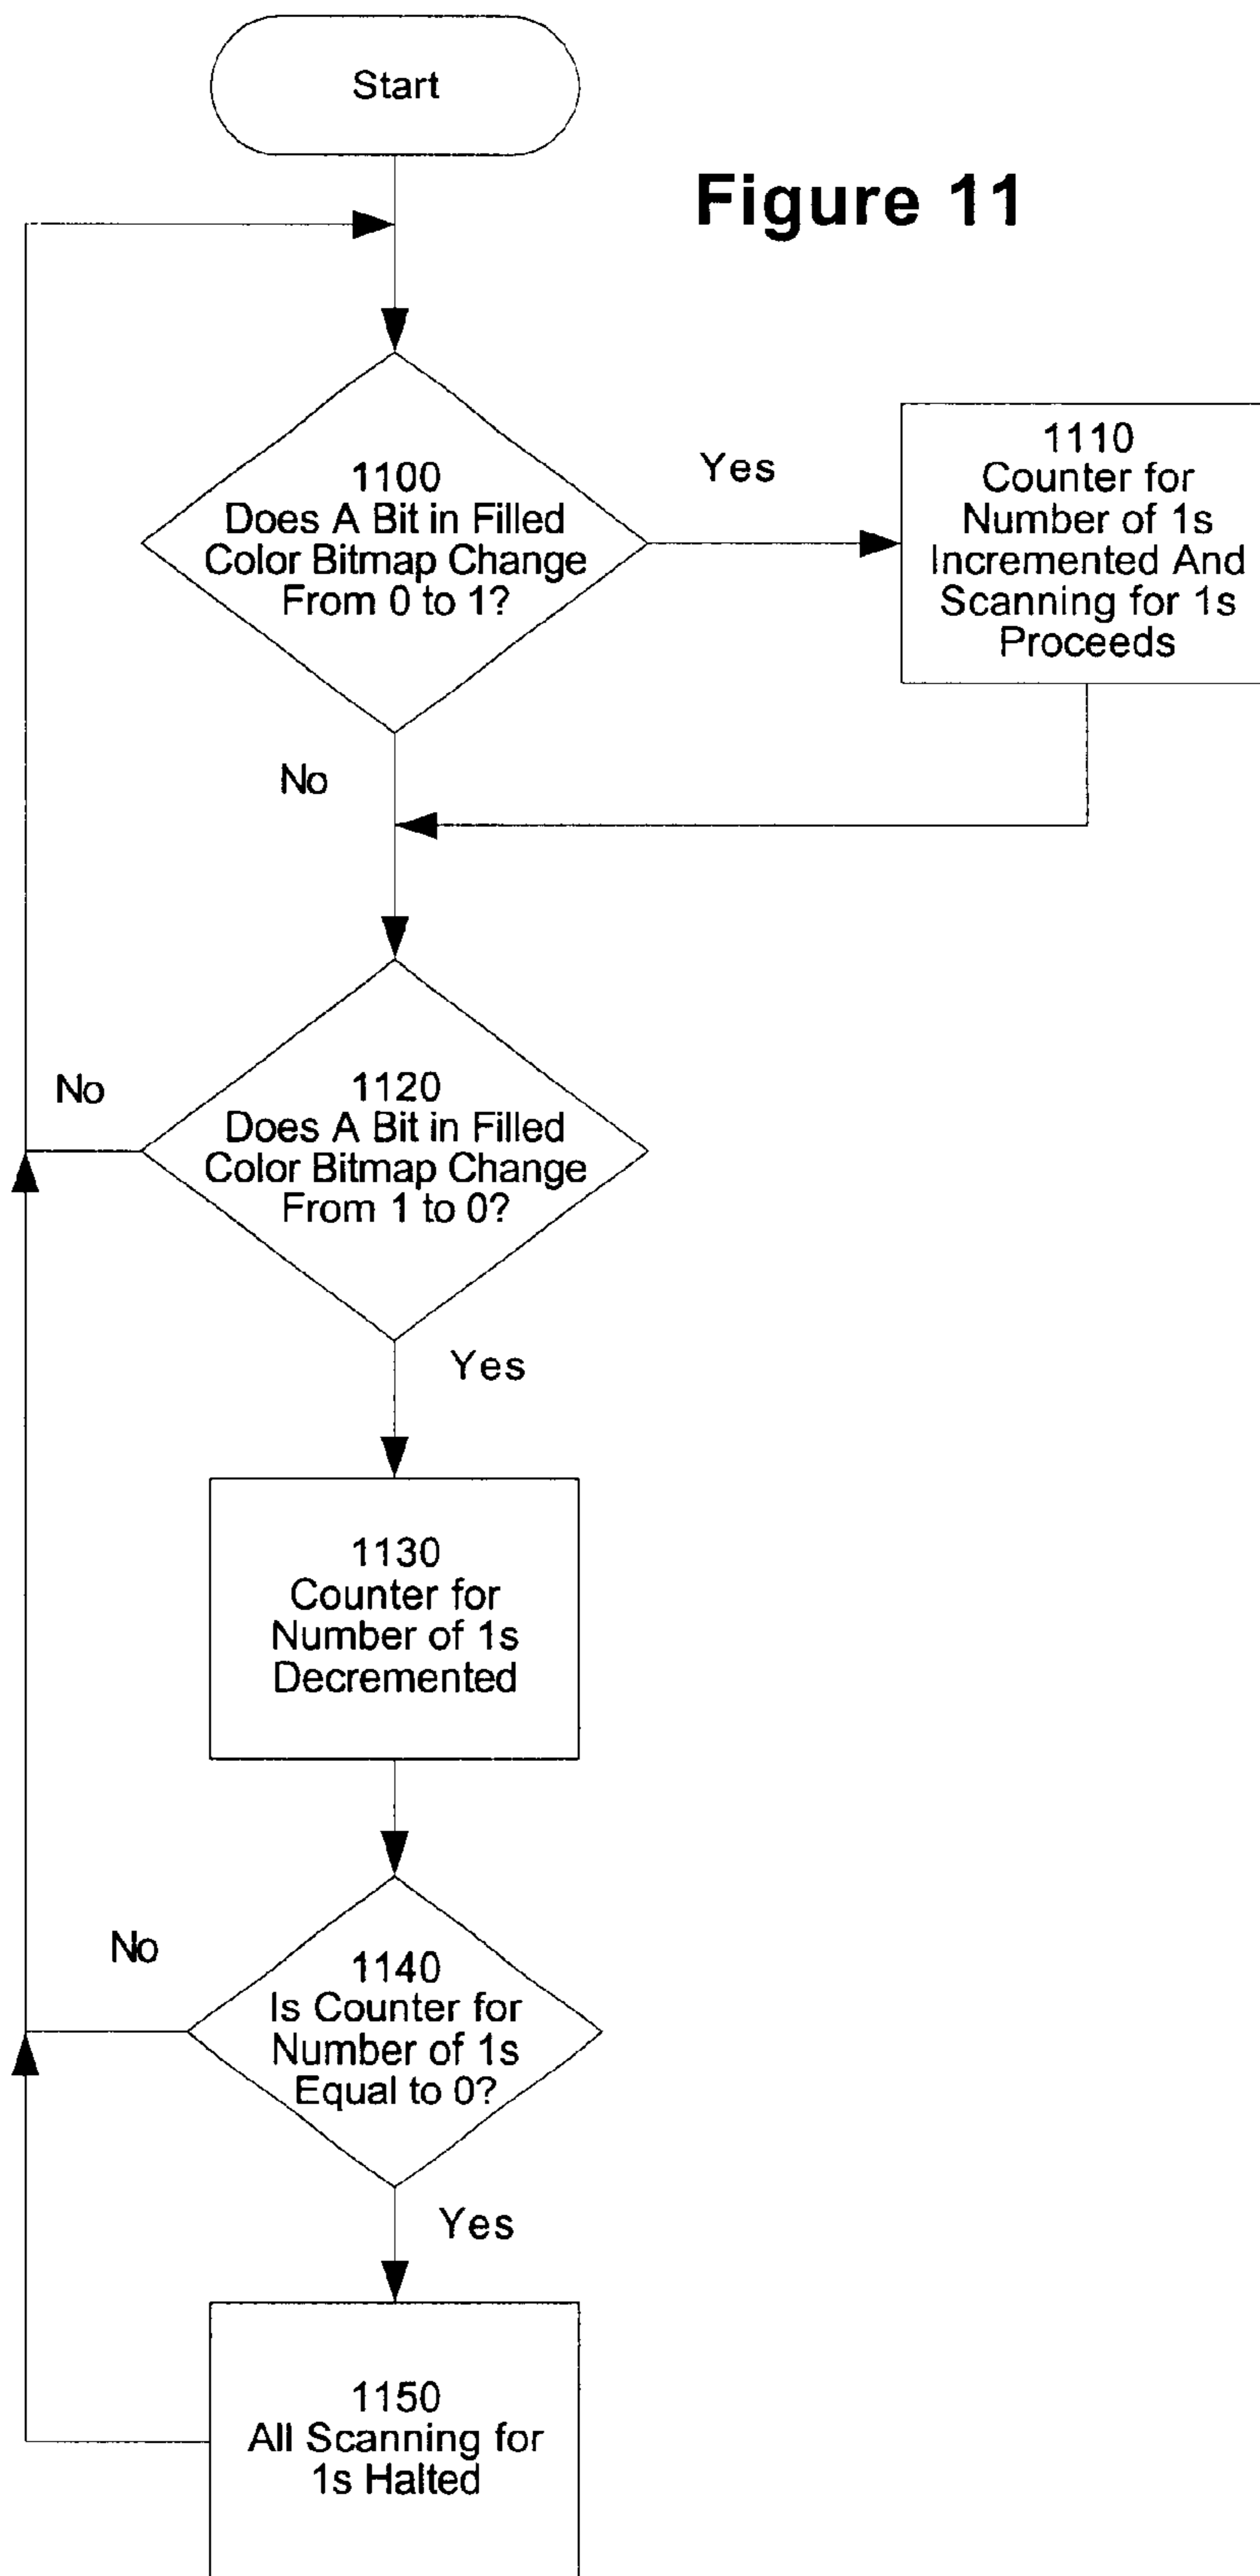 Start
Figure 11
1100
Does A Bit in Filled
Color Bitmap Change
From 0 to 1?
Yes
1110
Counter for
Number of 1s
Incremented And
Scanning for 1s
Proceeds
No
1120
Does A Bit in Filled
Color Bitmap Change
From 1 to 0?
No
Yes
1130
Counter for
Number of 1s
Decremented
1140
Is Counter for
Number of 1s
Equal to 0?
No
Yes
1150
All Scanning for
1s Halted